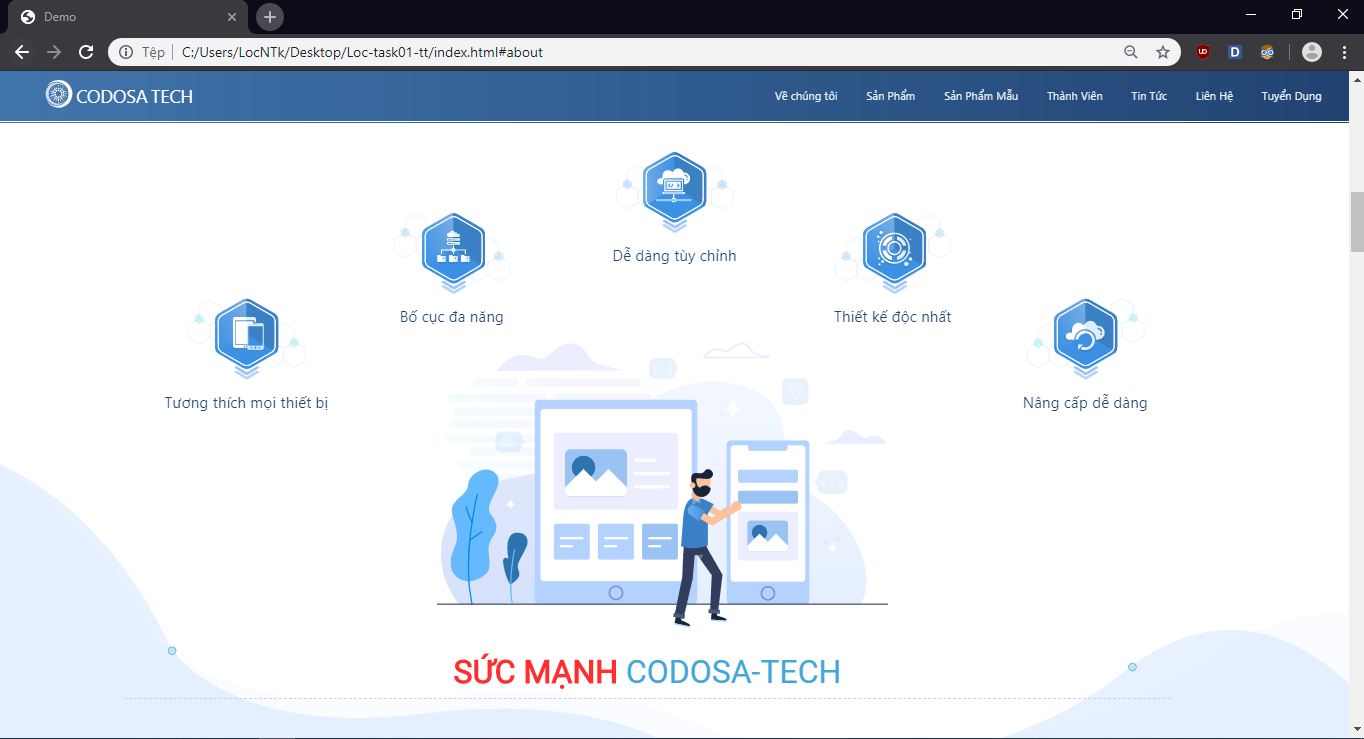 Demo
Tệp
C:/Users/LocNTk/Desktop/Loc-task01-tt/index.html#about
CODOSA TECH
Về chúng tôi
Sản Phẩm
Sản Phẩm Mẫu
Thành Viên
Tin Tức
Liên Hệ
Tuyển Dụng
Dễ dàng tùy chỉnh
Bố cục đa năng
Thiết kế độc nhất
Tương thích mọi thiết bị
Nâng cấp dễ dàng
SỨC MẠNH CODOSA-TECH